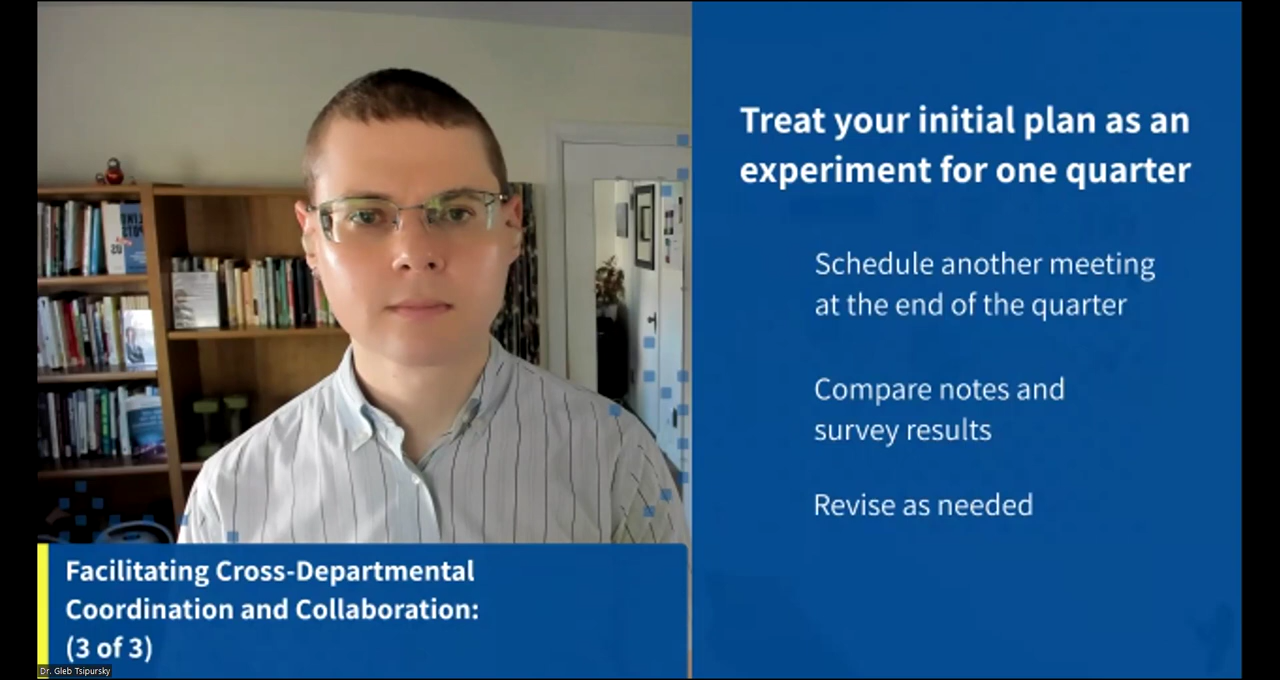 Treat your initial plan as an
experiment for one quarter
Schedule another meeting
at the end of the quarter
Compare notes and
survey results
Revise as needed
Facilitating Cross-Departmental
Coordination and Collaboration:
(3 of 3)
Dr. Gleb Tsipursky